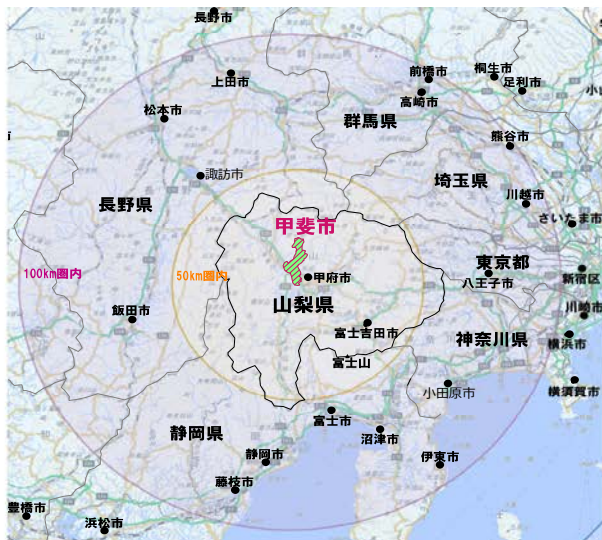 長野市
上田市
前橋市
桐生市
足利市
高崎市
松本市
群馬県
熊谷市
諏訪市
埼玉県
長野県
川越市
さいたま市
甲斐市
東京都
100km圏内
50km圏内
甲府市
八王子市
新宿区
山梨県
飯田市
川崎市
富士吉田市
神奈川県
横浜市
富士山
小田原市
横須賀市
富士市
静岡県
沼津市
静岡市
伊東市
藤枝市
豊橋市
浜松市